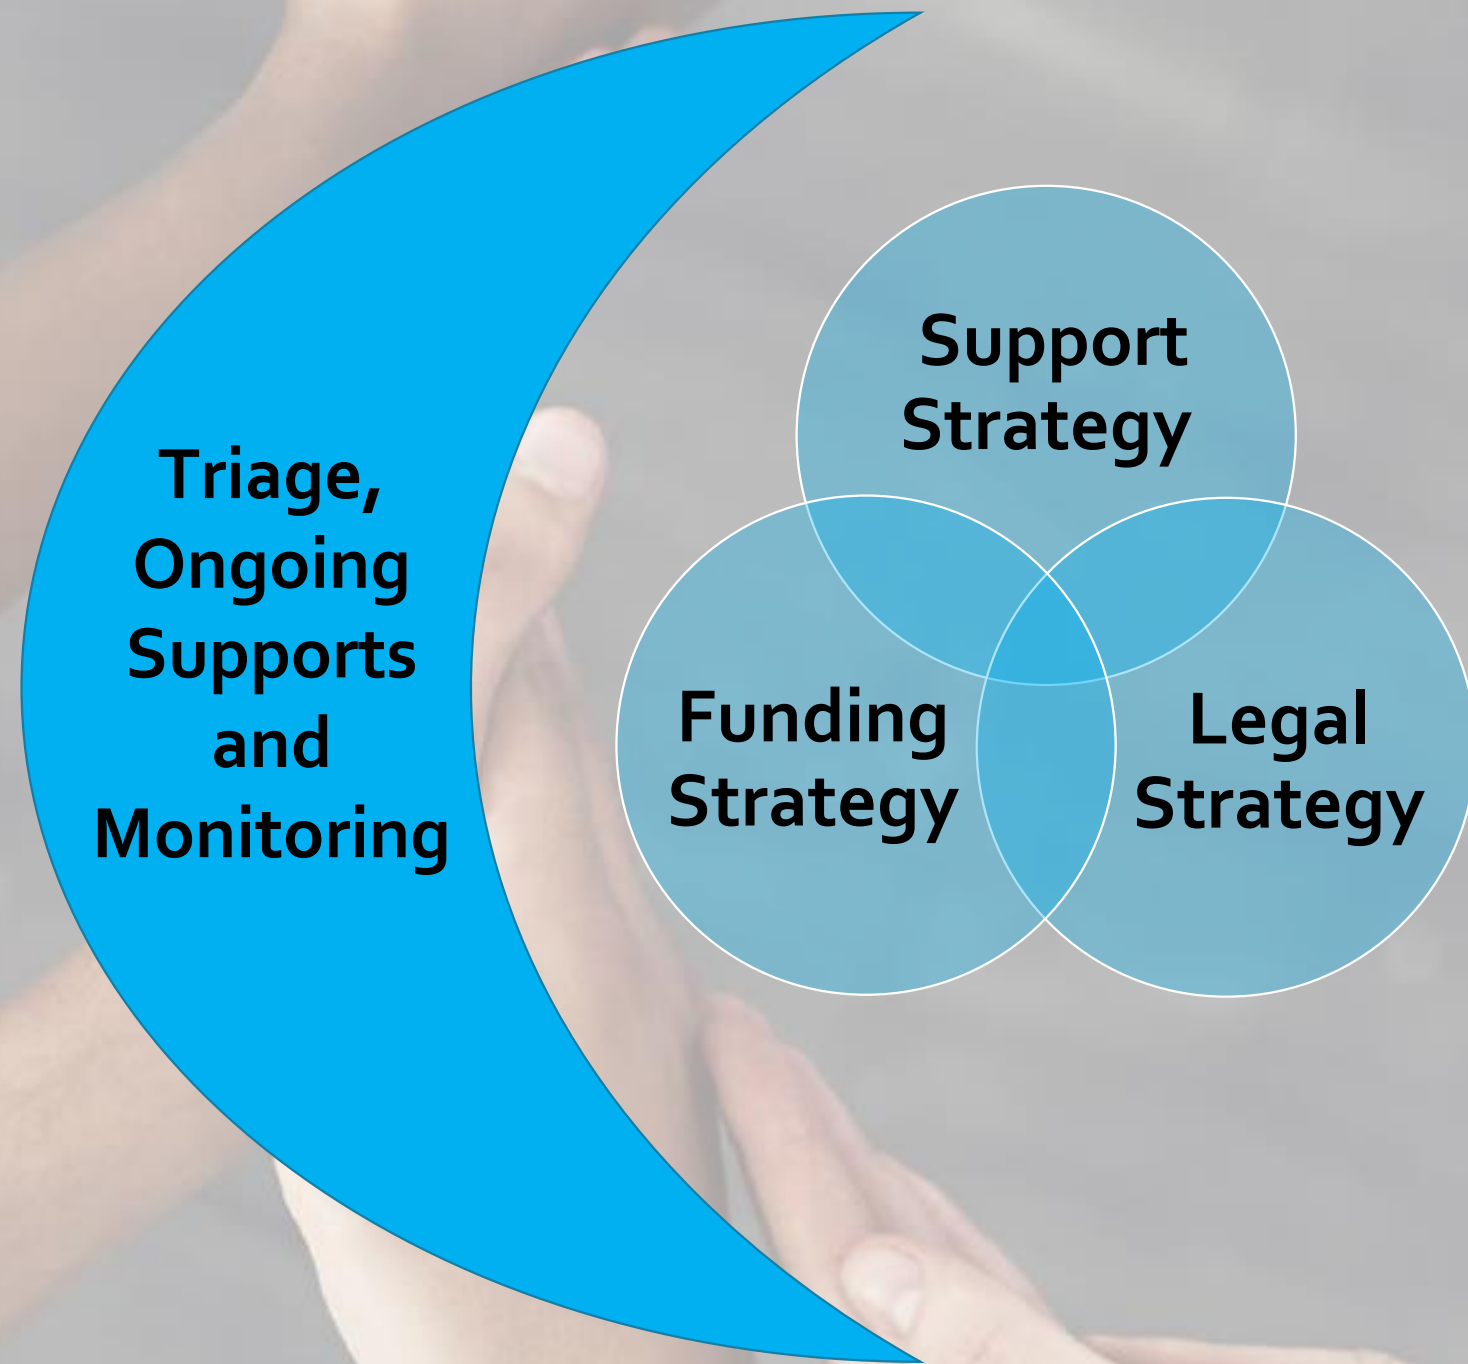 Triage,
Ongoing
Supports
and
Monitoring
Support
Strategy
Funding
Strategy
Legal
Strategy